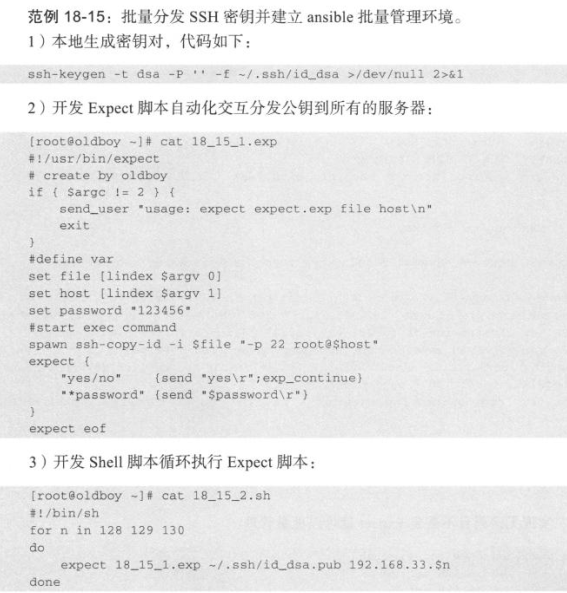 范例 18-15：批量分发 SSH 密钥并建立 ansible 批量管理环境。
1）本地生成密钥对，代码如下：
ssh-keygen -t dsa -P '' -f ~/.ssh/id_dsa >/dev/null 2>&1
2）开发 Expect 脚本自动化交互分发公钥到所有的服务器：
[root@oldboy ~]# cat 18_15_1.exp
#!/usr/bin/expect
# create by oldboy
if { $argc != 2 } {
    send_user "usage: expect expect.exp file host\n"
    exit
}
#define var
set file [lindex $argv 0]
set host [lindex $argv 1]
set password "123456"
#start exec command
spawn ssh-copy-id -i $file "-p 22 root@$host"
expect {
    "yes/no"    {send "yes\r";exp_continue}
    "*password" {send "$password\r"}
}
expect eof
3）开发 Shell 脚本循环执行 Expect 脚本：
[root@oldboy ~]# cat 18_15_2.sh
#!/bin/sh
for n in 128 129 130
do
    expect 18_15_1.exp ~/.ssh/id_dsa.pub 192.168.33.$n
done